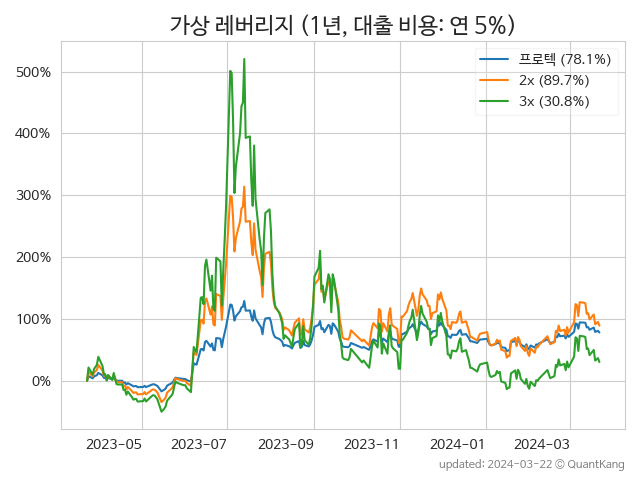 가상 레버리지 (1년, 대출 비용: 연 5%)
프로텍 (78.1%)
2x (89.7%)
3x (30.8%)
500%
400%
300%
200%
100%
0%
2023-05 2023-07 2023-09 2023-11 2024-01 2024-03
updated: 2024-03-22 © QuantKang